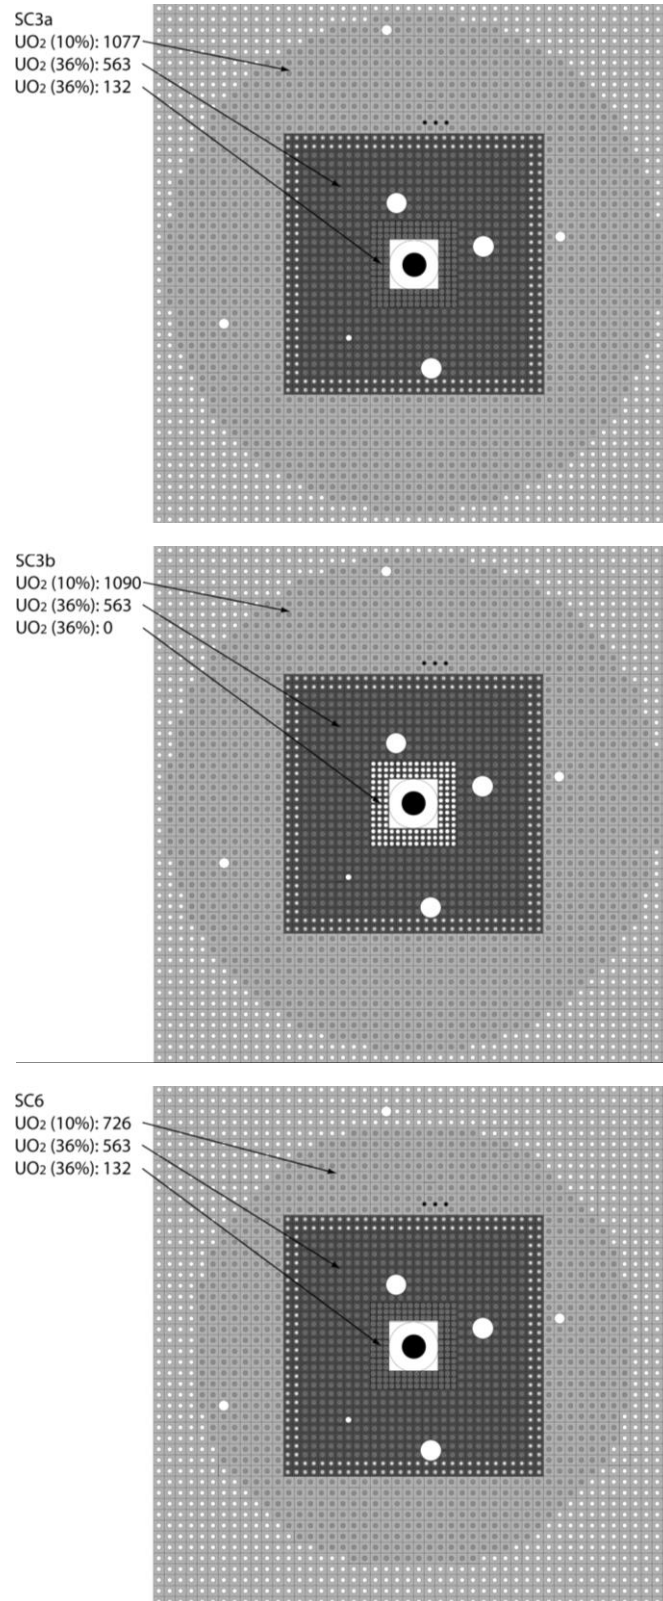 SC3a
UO₂ (10%): 1077
UO₂ (36%): 563
UO₂ (36%): 132
SC3b
UO₂ (10%): 1090
UO₂ (36%): 563
UO₂ (36%): 0
SC6
UO₂ (10%): 726
UO₂ (36%): 563
UO₂ (36%): 132